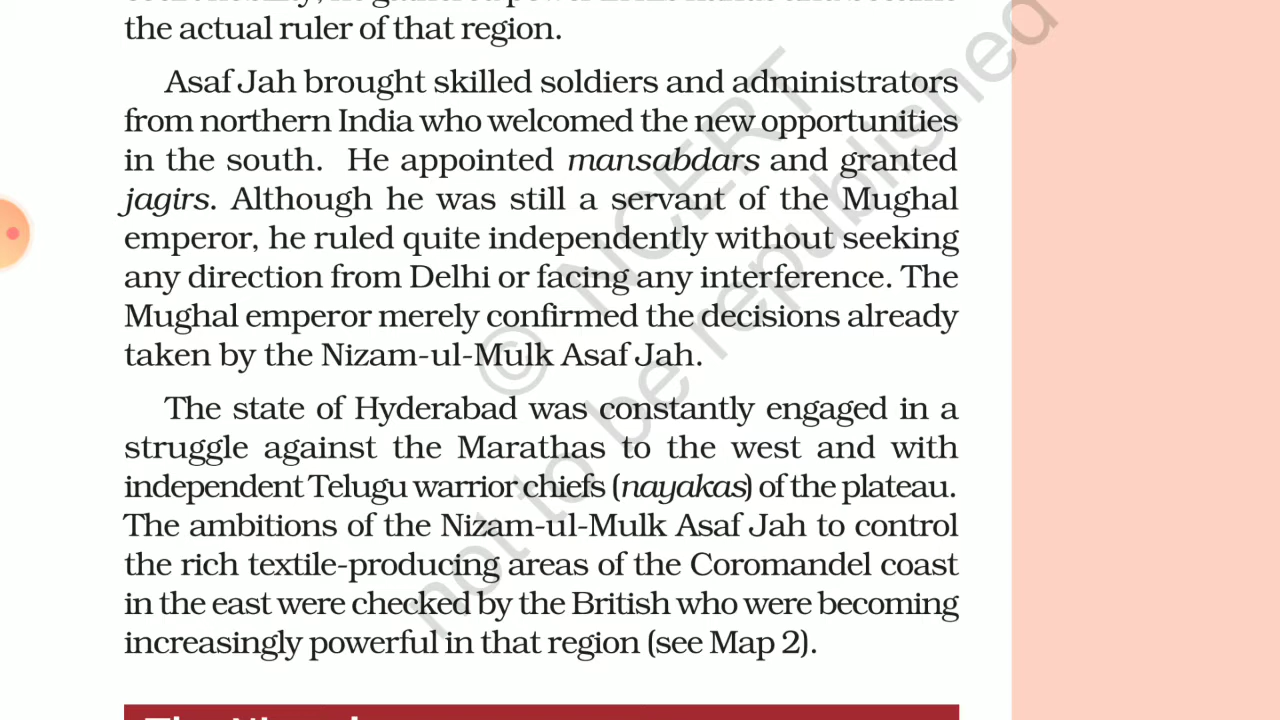 the actual ruler of that region.
Asaf Jah brought skilled soldiers and administrators
from northern India who welcomed the new opportunities
in the south. He appointed mansabdars and granted
jagirs. Although he was still a servant of the Mughal
emperor, he ruled quite independently without seeking
any direction from Delhi or facing any interference. The
Mughal emperor merely confirmed the decisions already
taken by the Nizam-ul-Mulk Asaf Jah.
The state of Hyderabad was constantly engaged in a
struggle against the Marathas to the west and with
independent Telugu warrior chiefs (nayakas) of the plateau.
The ambitions of the Nizam-ul-Mulk Asaf Jah to control
the rich textile-producing areas of the Coromandel coast
in the east were checked by the British who were becoming
increasingly powerful in that region (see Map 2).
© NCERT
not to be republished